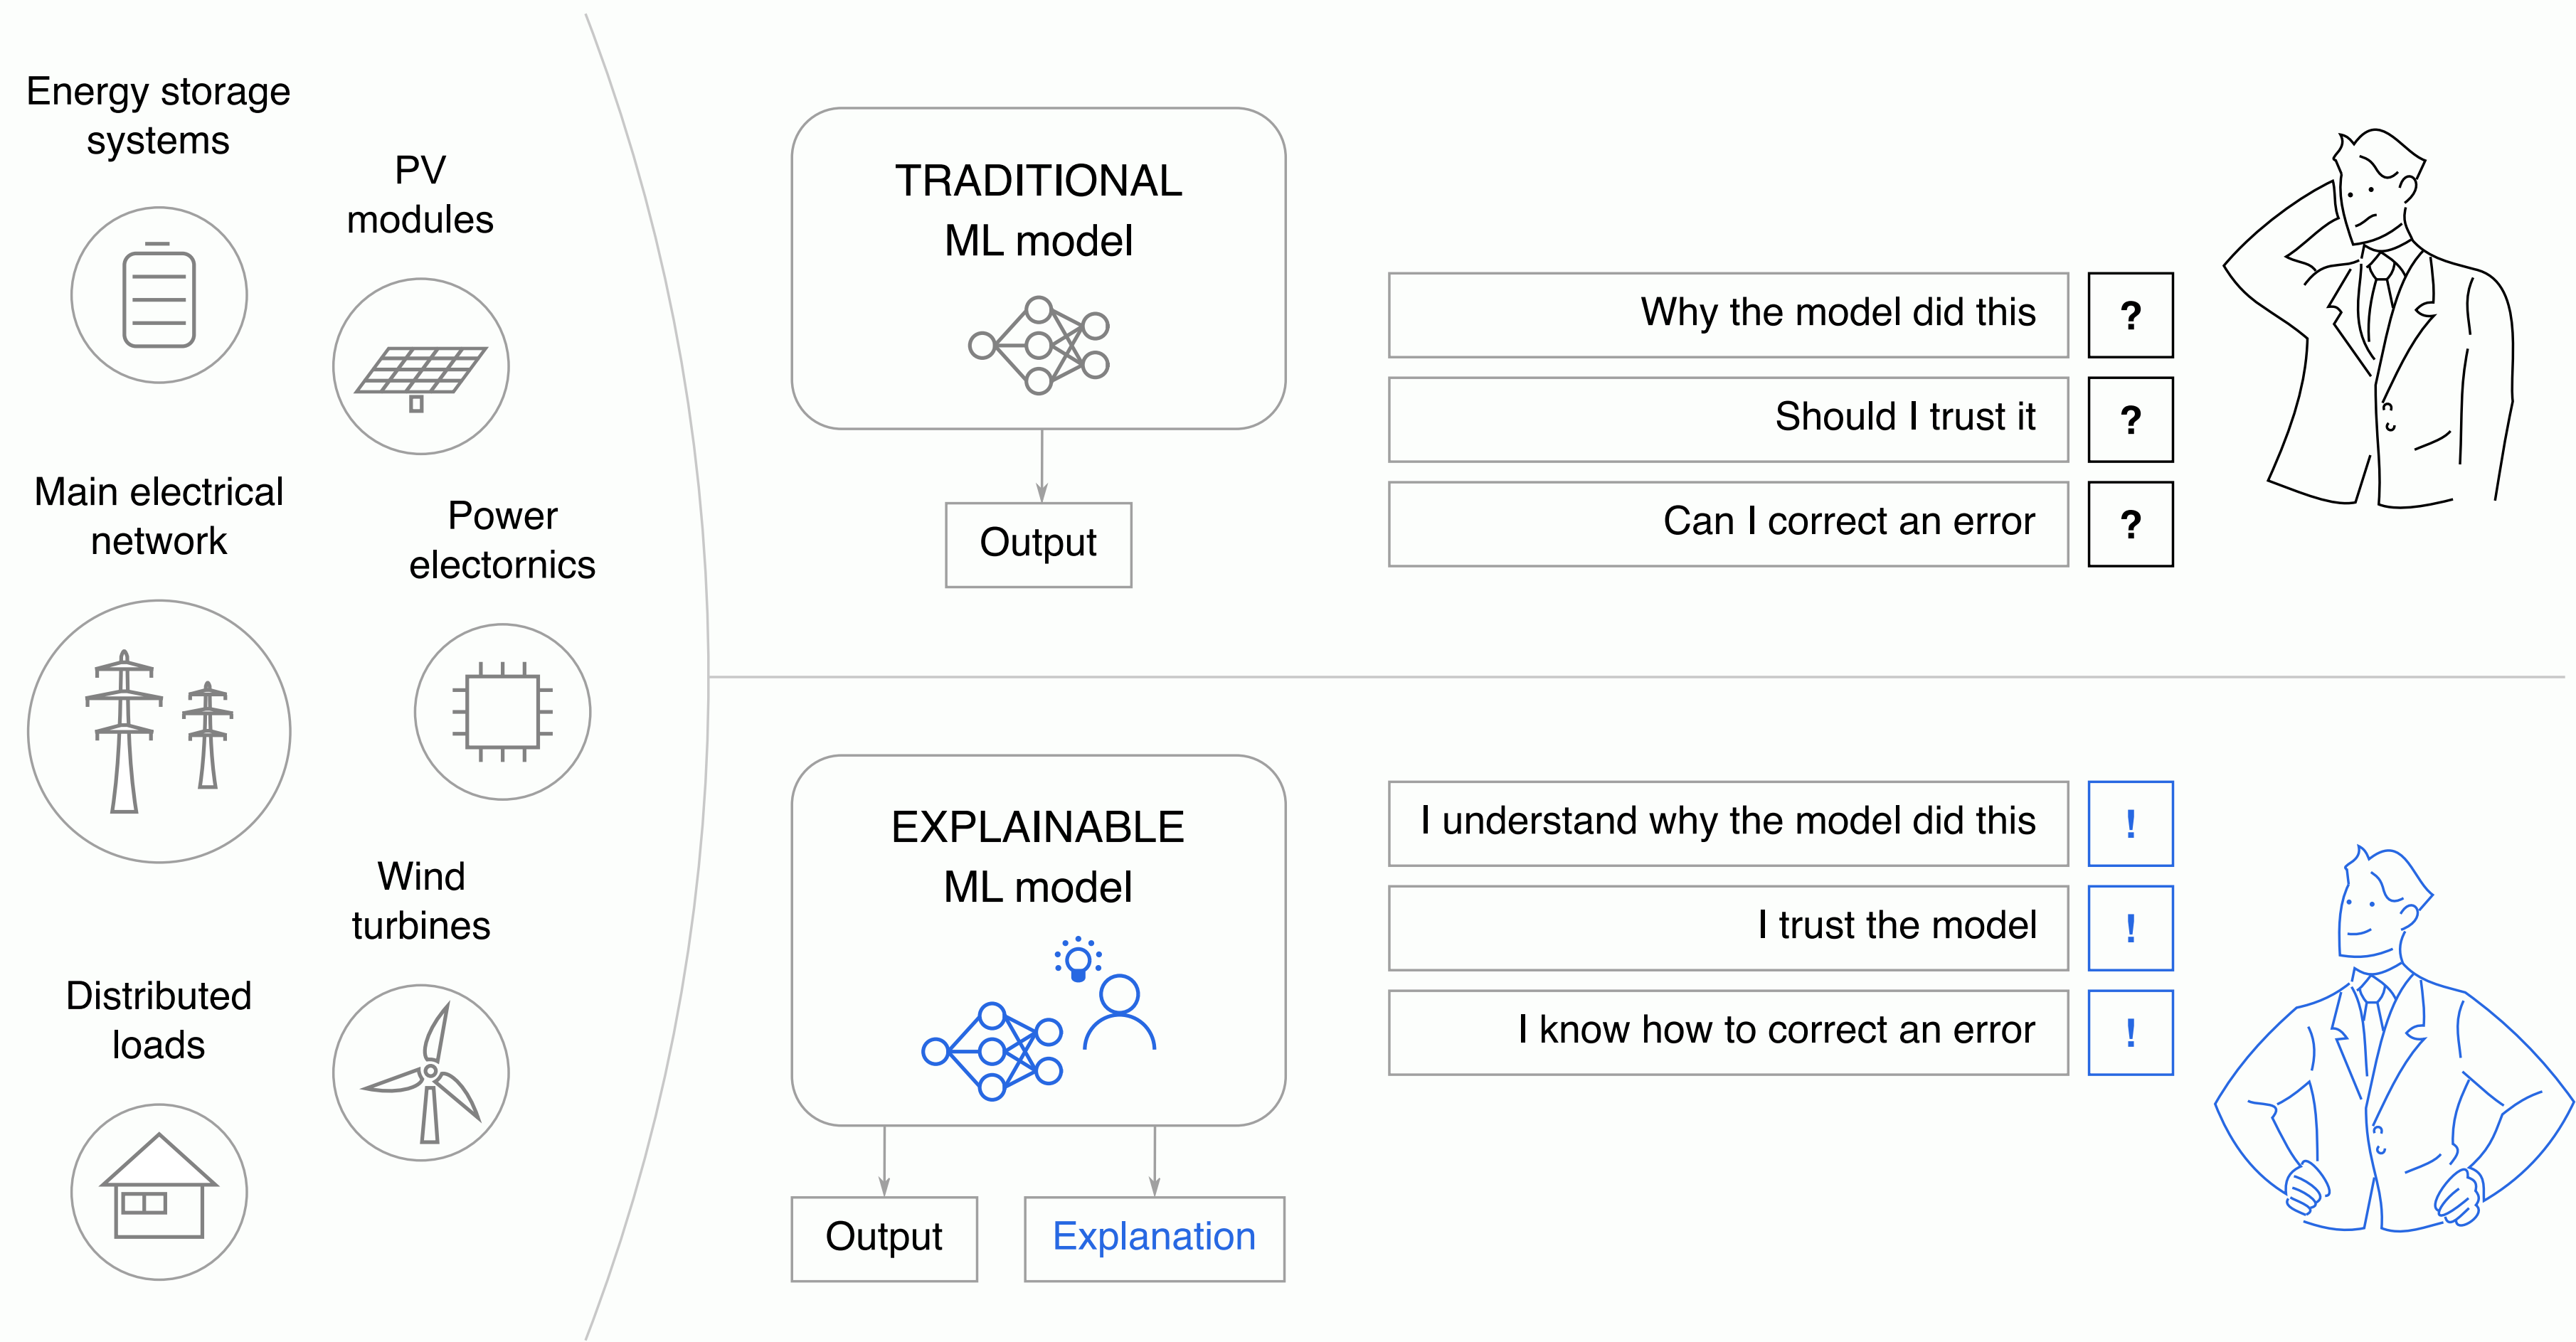 Energy storage
systems
PV
modules
Main electrical
network
Power
electornics
Wind
turbines
Distributed
loads
TRADITIONAL
ML model
Output
Why the model did this
?
Should I trust it
?
Can I correct an error
?
EXPLAINABLE
ML model
Output
Explanation
I understand why the model did this
!
I trust the model
!
I know how to correct an error
!